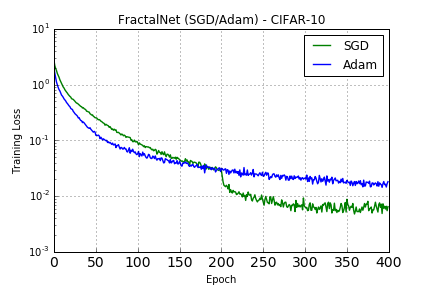 FractalNet (SGD/Adam) - CIFAR-10
SGD
Adam
Training Loss
10^1
10^0
10^-1
10^-2
10^-3
0 50 100 150 200 250 300 350 400
Epoch